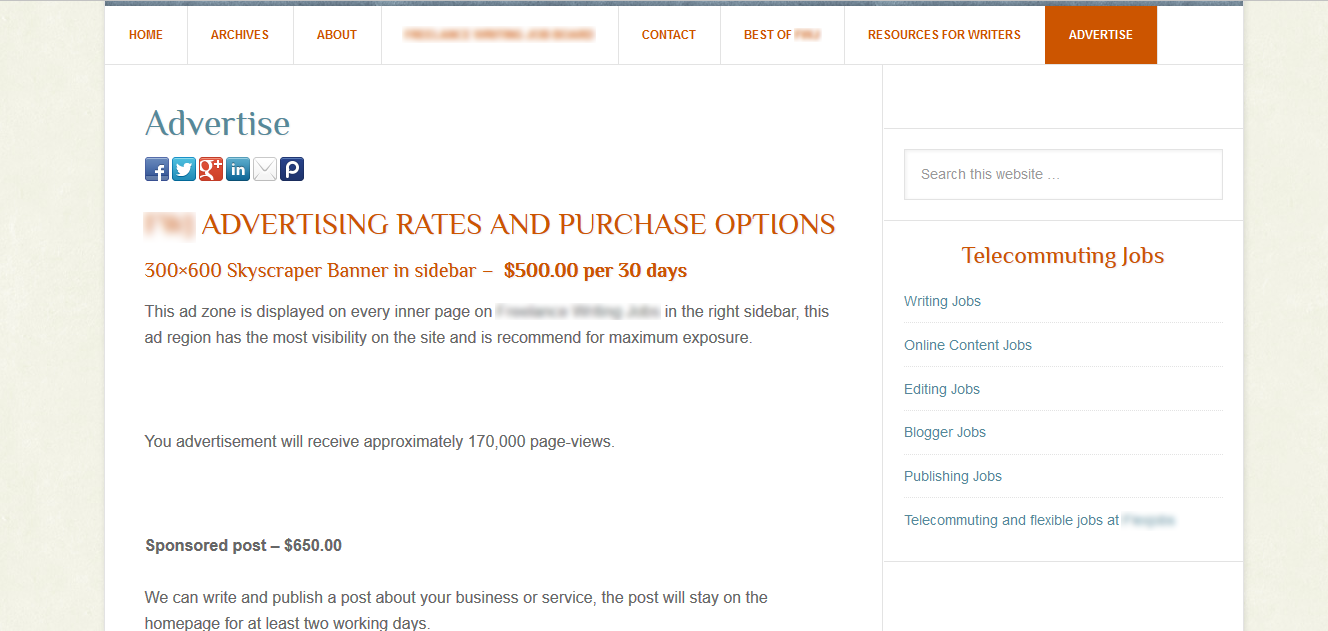 HOME
ARCHIVES
ABOUT
CONTACT
BEST OF
RESOURCES FOR WRITERS
ADVERTISE
Advertise
ADVERTISING RATES AND PURCHASE OPTIONS
300×600 Skyscraper Banner in sidebar – $500.00 per 30 days
This ad zone is displayed on every inner page on in the right sidebar, this
ad region has the most visibility on the site and is recommend for maximum exposure.
You advertisement will receive approximately 170,000 page-views.
Sponsored post – $650.00
We can write and publish a post about your business or service, the post will stay on the
homepage for at least two working days.
Search this website …
Telecommuting Jobs
Writing Jobs
Online Content Jobs
Editing Jobs
Blogger Jobs
Publishing Jobs
Telecommuting and flexible jobs at